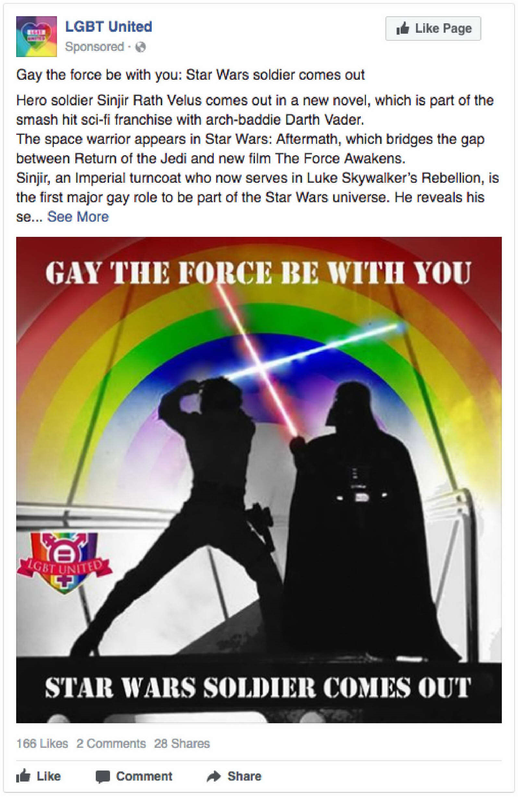 LGBT United
Like Page
Sponsored ·
Gay the force be with you: Star Wars soldier comes out
Hero soldier Sinjir Rath Velus comes out in a new novel, which is part of the
smash hit sci-fi franchise with arch-baddie Darth Vader.
The space warrior appears in Star Wars: Aftermath, which bridges the gap
between Return of the Jedi and new film The Force Awakens.
Sinjir, an Imperial turncoat who now serves in Luke Skywalker's Rebellion, is
the first major gay role to be part of the Star Wars universe. He reveals his
se... See More
GAY THE FORCE BE WITH YOU
LGBT UNITED
STAR WARS SOLDIER COMES OUT
166 Likes 2 Comments 28 Shares
Like Comment Share